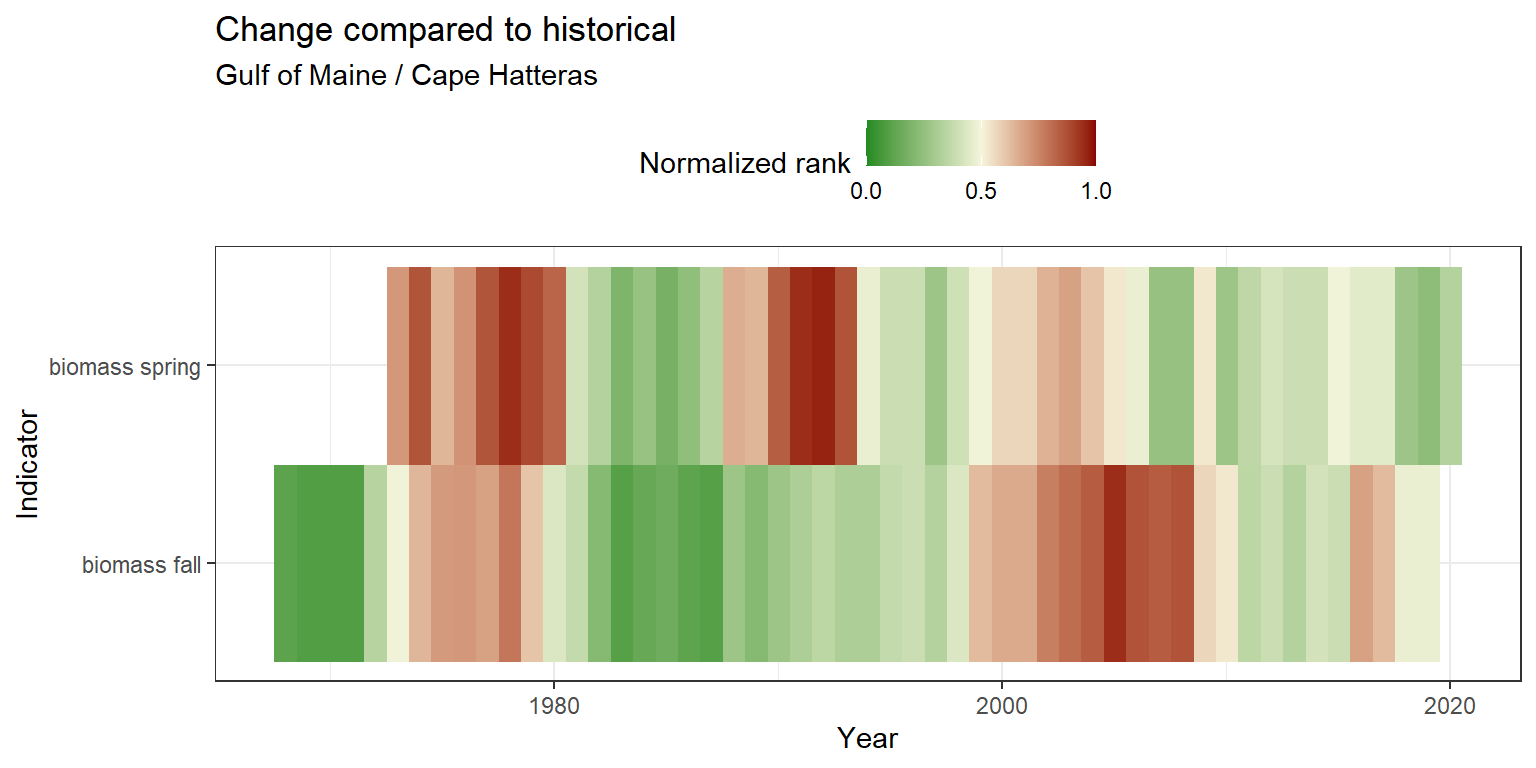 Change compared to historical
Gulf of Maine / Cape Hatteras
Normalized rank
0.0 0.5 1.0
Indicator
biomass spring
biomass fall
1980 2000 2020
Year